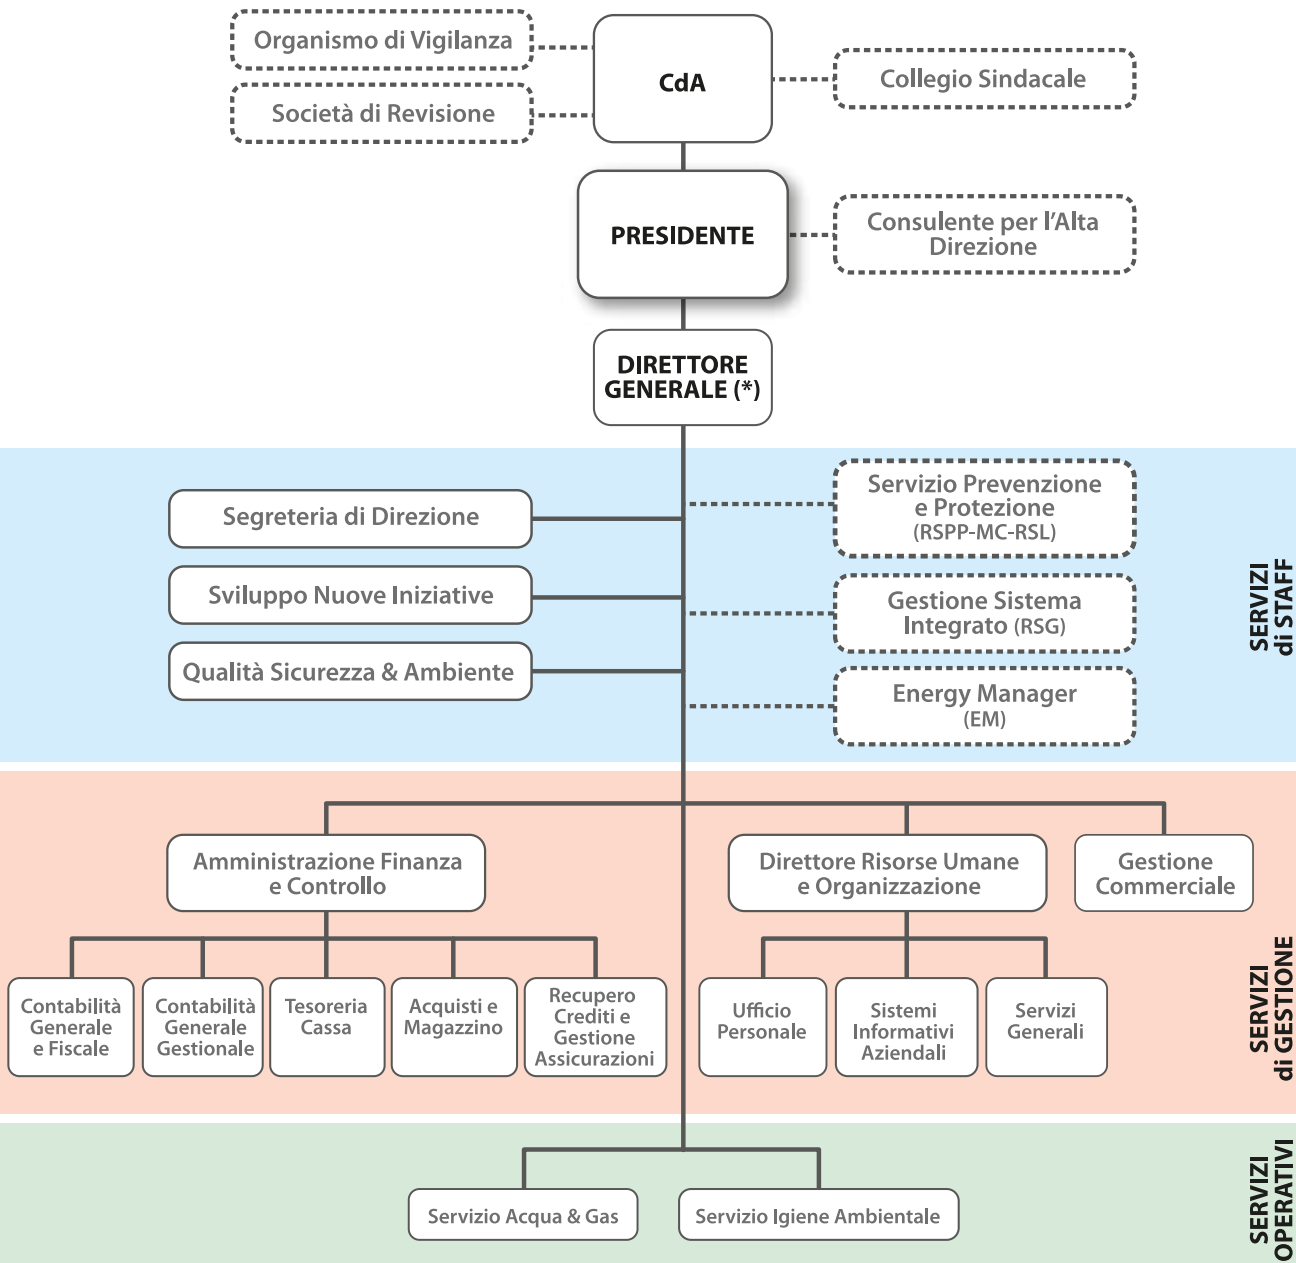 Organismo di Vigilanza
Società di Revisione
CdA
Collegio Sindacale
PRESIDENTE
Consulente per l'Alta
Direzione
DIRETTORE
GENERALE (*)
Segreteria di Direzione
Sviluppo Nuove Iniziative
Qualità Sicurezza & Ambiente
Servizio Prevenzione
e Protezione
(RSPP-MC-RSL)
Gestione Sistema
Integrato (RSG)
Energy Manager
(EM)
SERVIZI
di STAFF
Amministrazione Finanza
e Controllo
Direttore Risorse Umane
e Organizzazione
Gestione
Commerciale
Contabilità
Generale
e Fiscale
Contabilità
Generale
Gestionale
Tesoreria
Cassa
Acquisti e
Magazzino
Recupero
Crediti e
Gestione
Assicurazioni
Ufficio
Personale
Sistemi
Informativi
Aziendali
Servizi
Generali
SERVIZI
di GESTIONE
Servizio Acqua & Gas
Servizio Igiene Ambientale
SERVIZI
OPERATIVI